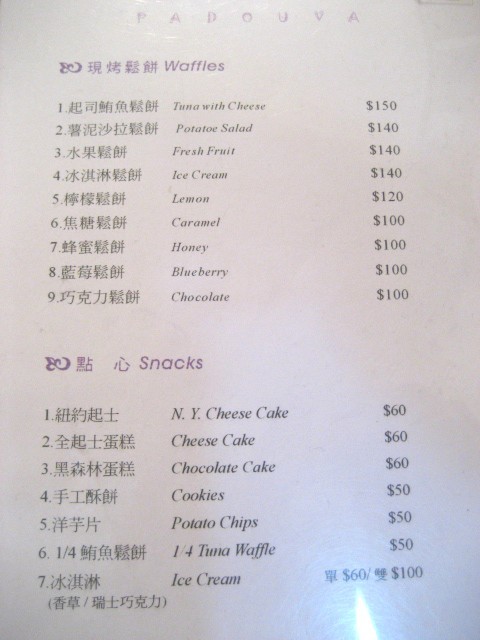 PADOUVA
現烤鬆餅 Waffles
1.起司鮪魚鬆餅 Tuna with Cheese $150
2.薯泥沙拉鬆餅 Potatoe Salad $140
3.水果鬆餅 Fresh Fruit $140
4.冰淇淋鬆餅 Ice Cream $140
5.檸檬鬆餅 Lemon $120
6.焦糖鬆餅 Caramel $100
7.蜂蜜鬆餅 Honey $100
8.藍莓鬆餅 Blueberry $100
9.巧克力鬆餅 Chocolate $100
點 心 Snacks
1.紐約起士 N. Y. Cheese Cake $60
2.全起士蛋糕 Cheese Cake $60
3.黑森林蛋糕 Chocolate Cake $60
4.手工酥餅 Cookies $50
5.洋芋片 Potato Chips $50
6. 1/4 鮪魚鬆餅 1/4 Tuna Waffle $50
7.冰淇淋 Ice Cream 單 $60/ 雙 $100
(香草 / 瑞士巧克力)